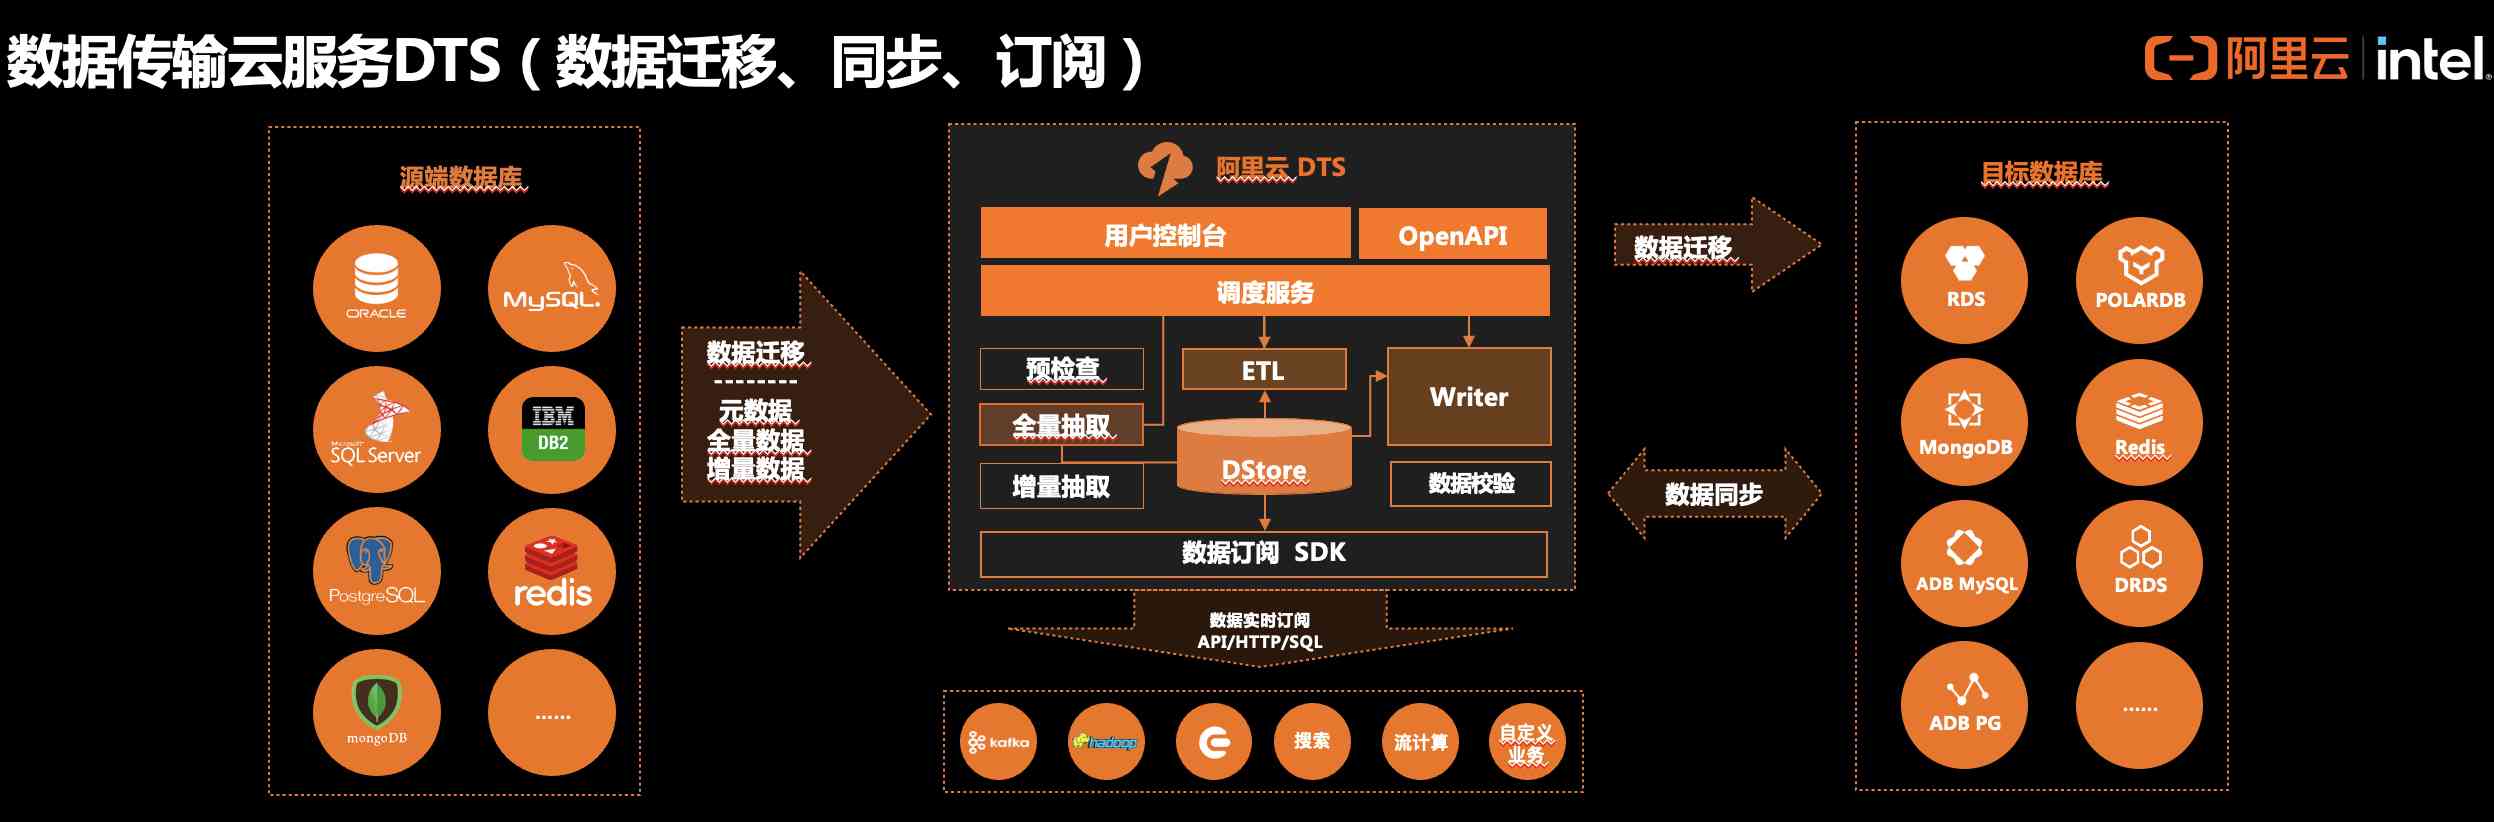 数据传输云服务DTS（数据迁移、同步、订阅）
阿里云 | intel.
源端数据库
ORACLE
MySQL
Microsoft
SQL Server
IBM
DB2
PostgreSQL
redis
mongoDB
......
数据迁移
--------
元数据
全量数据
增量数据
阿里云 DTS
用户控制台
OpenAPI
调度服务
预检查
全量抽取
增量抽取
ETL
DStore
Writer
数据校验
数据订阅 SDK
数据实时订阅
API/HTTP/SQL
kafka
hadoop
搜索
流计算
自定义
业务
数据迁移
数据同步
目标数据库
RDS
POLARDB
MongoDB
Redis
ADB MySQL
DRDS
ADB PG
......